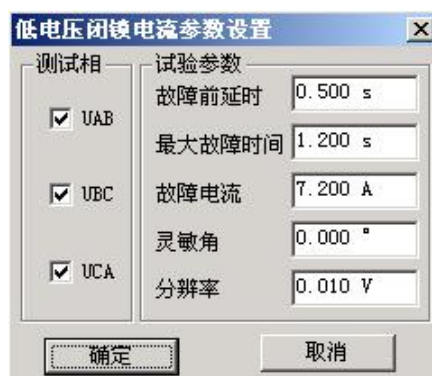 低电压闭锁电流参数设置
测试相
UAB
UBC
UCA
试验参数
故障前延时 0.500 s
最大故障时间 1.200 s
故障电流 7.200 A
灵敏角 0.000 °
分辨率 0.010 V
确定
取消